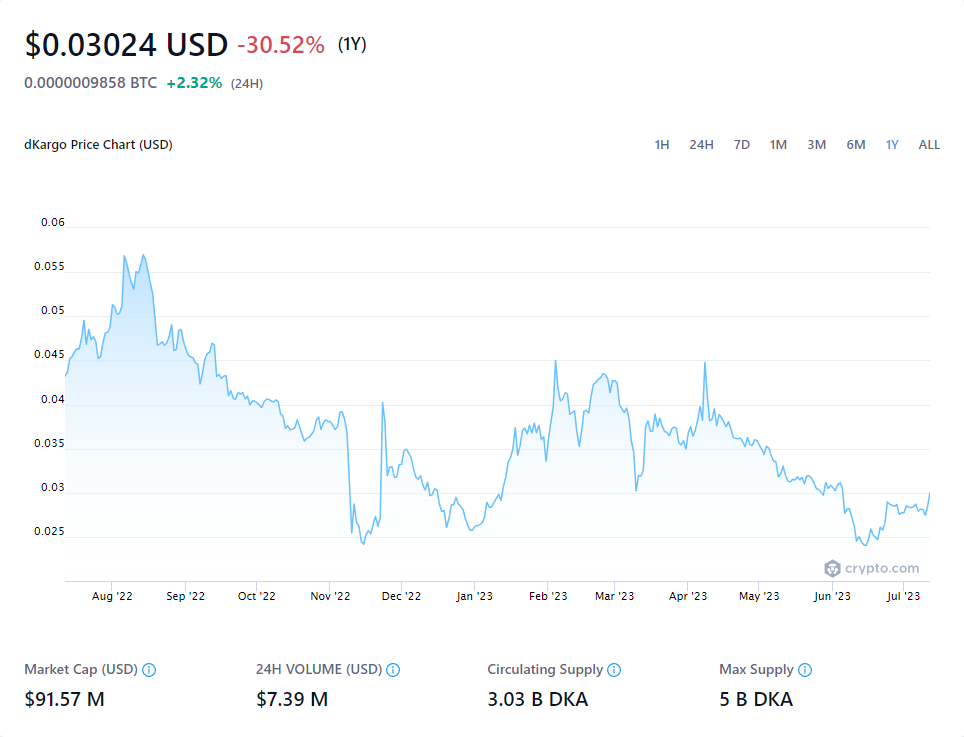 $0.03024 USD -30.52% (1Y)
0.0000009858 BTC +2.32% (24H)
dKargo Price Chart (USD) 1H 24H 7D 1M 3M 6M 1Y ALL
0.06
0.055
0.05
0.045
0.04
0.035
0.03
0.025
crypto.com
Aug '22 Sep '22 Oct '22 Nov '22 Dec '22 Jan '23 Feb '23 Mar '23 Apr '23 May '23 Jun '23 Jul '23
Market Cap (USD) 24H VOLUME (USD) Circulating Supply Max Supply
$91.57 M $7.39 M 3.03 B DKA 5 B DKA